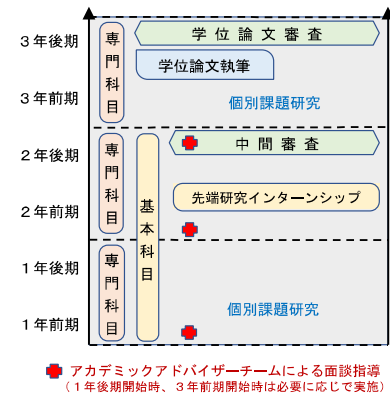 3年後期
専門科目
学位論文審査
学位論文執筆
3年前期
個別課題研究
2年後期
専門科目
中間審査
2年前期
基本科目
先端研究インターンシップ
1年後期
専門科目
個別課題研究
1年前期
アカデミックアドバイザーチームによる面談指導
（1年後期開始時、3年前期開始時は必要に応じで実施）